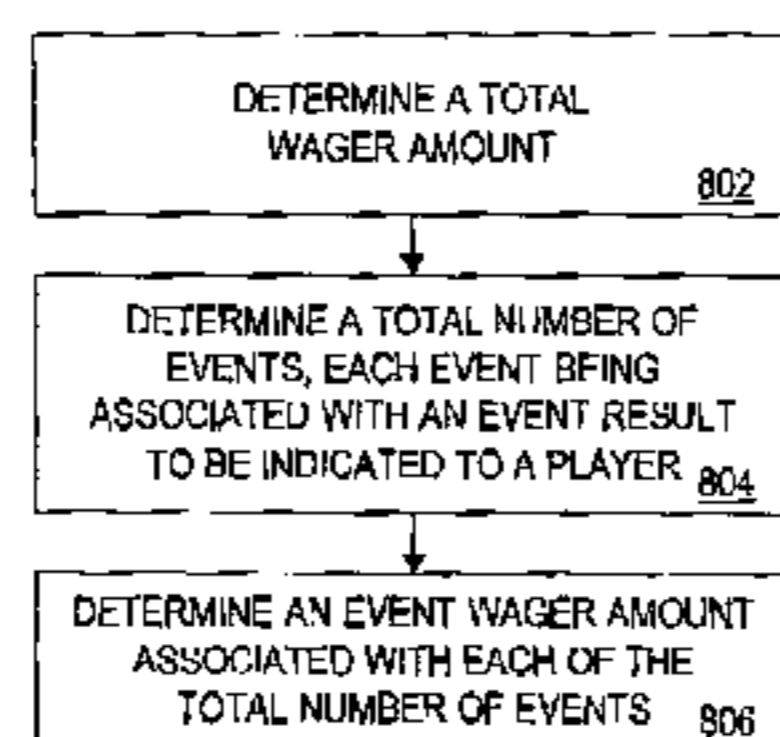 DETERMINE A TOTAL
WAGER AMOUNT
802
DETERMINE A TOTAL NUMBER OF
EVENTS, EACH EVENT BEING
ASSOCIATED WITH AN EVENT RESULT
TO BE INDICATED TO A PLAYER 804
DETERMINE AN EVENT WAGER AMOUNT
ASSOCIATED WITH EACH OF THE
TOTAL NUMBER OF EVENTS 806